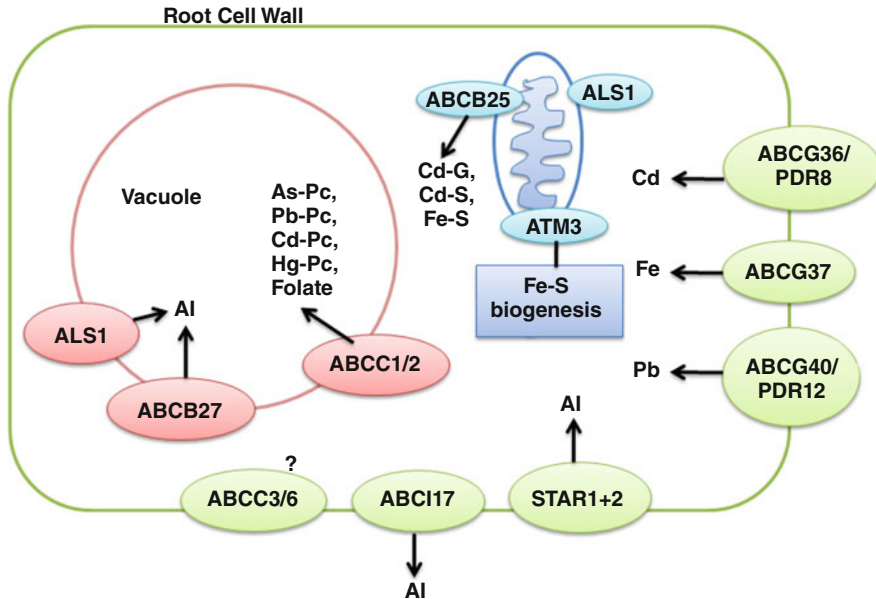 Root Cell Wall
Vacuole
As-Pc,
Pb-Pc,
Cd-Pc,
Hg-Pc,
Folate
Al
ALS1
ABCB27
ABCC1/2
ABCB25
ALS1
Cd-G,
Cd-S,
Fe-S
ATM3
Fe-S
biogenesis
Cd
ABCG36/
PDR8
Fe
ABCG37
Pb
ABCG40/
PDR12
Al
?
ABCC3/6
ABCI17
STAR1+2
Al